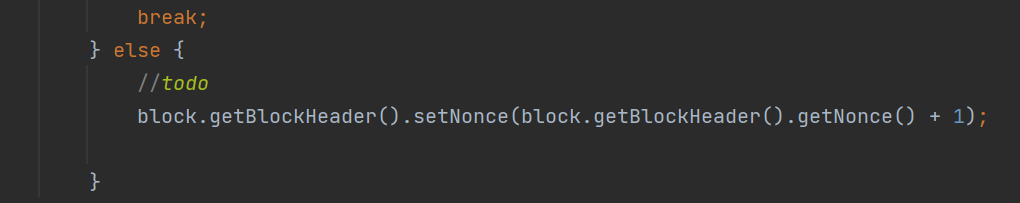 break;
} else {
//todo
block.getBlockHeader().setNonce(block.getBlockHeader().getNonce() + 1);
}